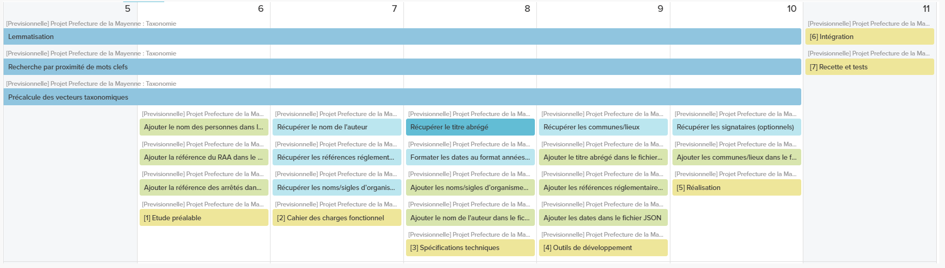 5 6 7 8 9 10 11
[Previsionnelle] Projet Prefecture de la Mayenne : Taxonomie
Lemmatisation
[Previsionnelle] Projet Prefecture de la Mayenne : Taxonomie
Recherche par proximité de mots clefs
[Previsionnelle] Projet Prefecture de la Mayenne : Taxonomie
Précalcule des vecteurs taxonomiques
[Previsionnelle] Projet Prefecture de la Ma...
Ajouter le nom des personnes dans l...
[Previsionnelle] Projet Prefecture de la Ma...
Ajouter la référence du RAA dans le ...
[Previsionnelle] Projet Prefecture de la Ma...
Ajouter la référence des arrêtés dan...
[Previsionnelle] Projet Prefecture de la Ma...
[1] Etude préalable
[Previsionnelle] Projet Prefecture de la Ma...
Récupérer le nom de l'auteur
[Previsionnelle] Projet Prefecture de la Ma...
Récupérer les références réglement...
[Previsionnelle] Projet Prefecture de la Ma...
Récupérer les noms/sigles d'organis...
[Previsionnelle] Projet Prefecture de la Ma...
[2] Cahier des charges fonctionnel
[Previsionnelle] Projet Prefecture de la Ma...
Récupérer le titre abrégé
[Previsionnelle] Projet Prefecture de la Ma...
Formater les dates au format années...
[Previsionnelle] Projet Prefecture de la Ma...
Ajouter les noms/sigles d'organisme...
[Previsionnelle] Projet Prefecture de la Ma...
Ajouter le nom de l'auteur dans le fic...
[Previsionnelle] Projet Prefecture de la Ma...
[3] Spécifications techniques
[Previsionnelle] Projet Prefecture de la Ma...
Récupérer les communes/lieux
[Previsionnelle] Projet Prefecture de la Ma...
Ajouter le titre abrégé dans le fichier...
[Previsionnelle] Projet Prefecture de la Ma...
Ajouter les références réglementaire...
[Previsionnelle] Projet Prefecture de la Ma...
Ajouter les dates dans le fichier JSON
[Previsionnelle] Projet Prefecture de la Ma...
[4] Outils de développement
[Previsionnelle] Projet Prefecture de la Ma...
Récupérer les signataires (optionnels)
[Previsionnelle] Projet Prefecture de la Ma...
Ajouter les communes/lieux dans le f...
[Previsionnelle] Projet Prefecture de la Ma...
[5] Réalisation
[Previsionnelle] Projet Prefecture de la Ma...
[6] Intégration
[Previsionnelle] Projet Prefecture de la Ma...
[7] Recette et tests